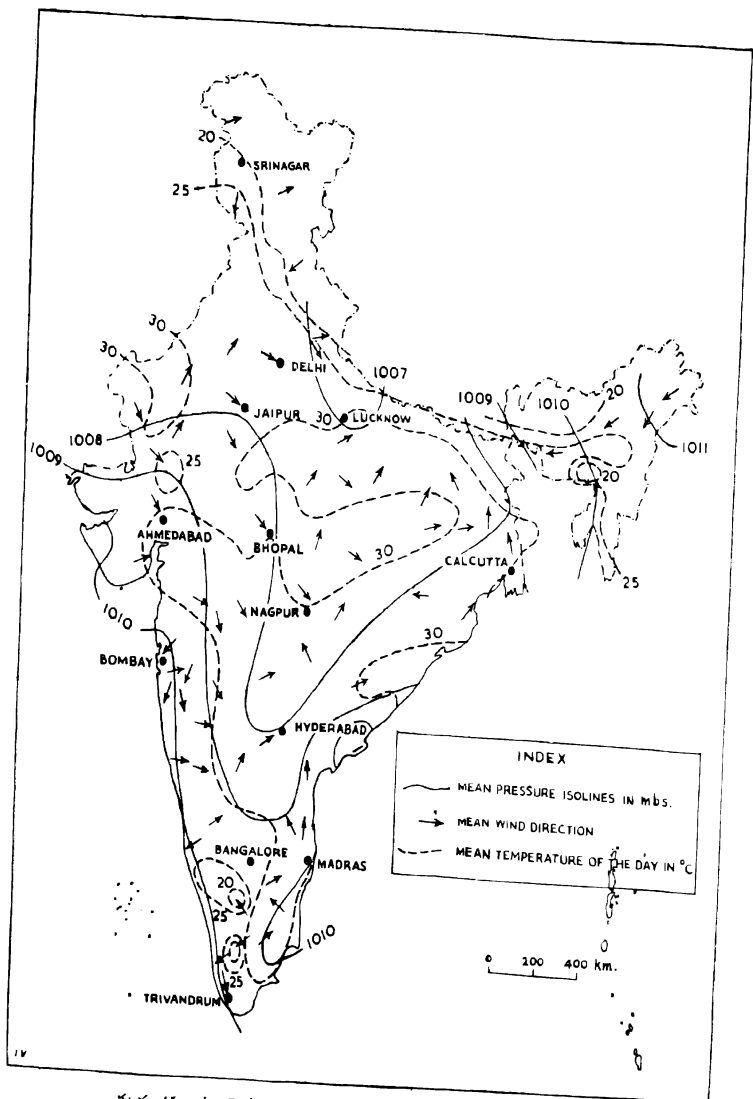 20
SRINAGAR
25
30
30
DELHI
1007
1009
1010
20
1008
JAIPUR
30
LUCKNOW
1011
1009
25
20
AHMEDABAD
BHOPAL
30
CALCUTTA
25
NAGPUR
1010
30
BOMBAY
HYDERABAD
INDEX
MEAN PRESSURE ISOLINES IN mbs.
MEAN WIND DIRECTION
MEAN TEMPERATURE OF THE DAY IN °C
BANGALORE
MADRAS
20
25
1010
25
0 200 400 km.
TRIVANDRUM
IV